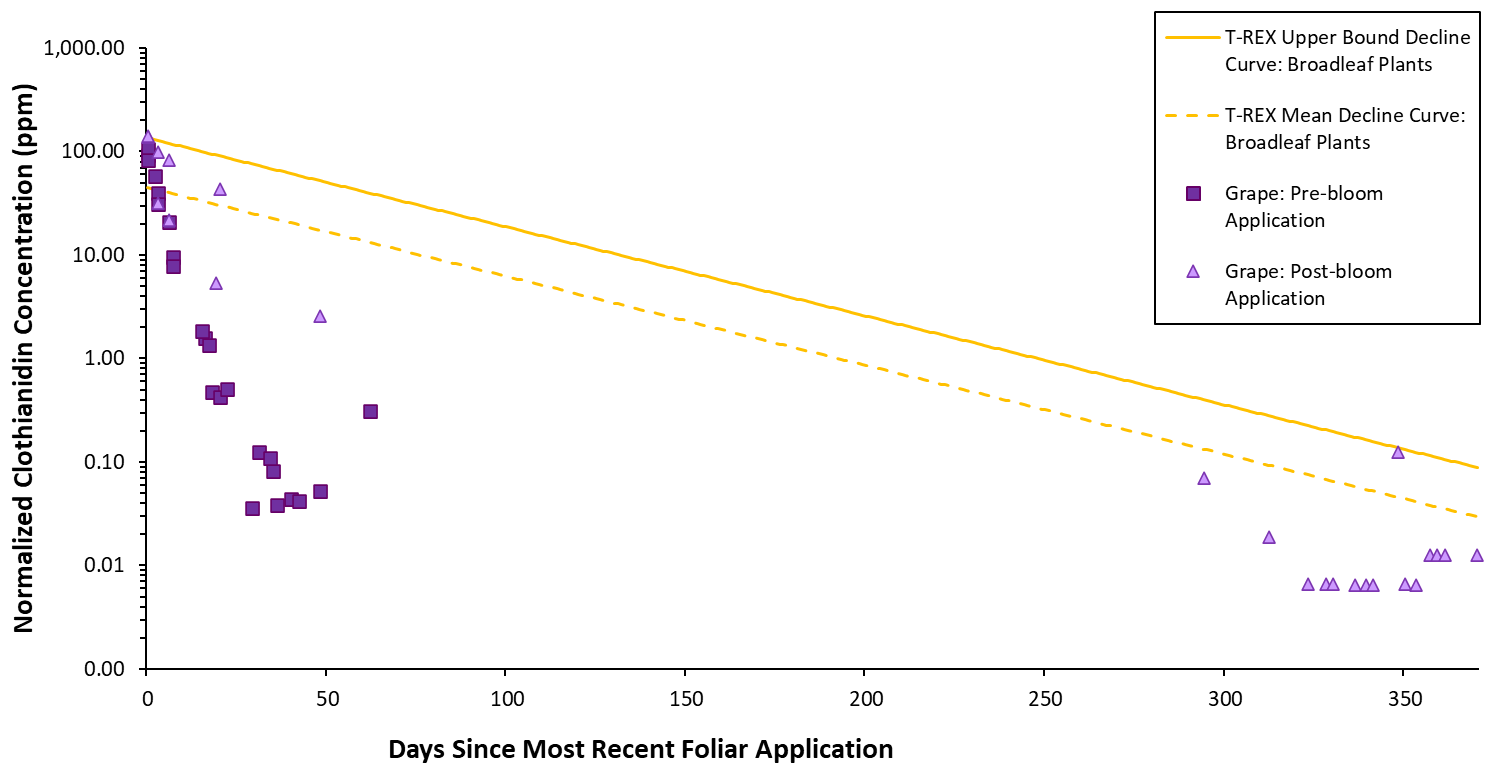 1,000.00
100.00
10.00
1.00
0.10
0.01
0.00
Normalized Clothianidin Concentration (ppm)
0 50 100 150 200 250 300 350
Days Since Most Recent Foliar Application
T-REX Upper Bound Decline
Curve: Broadleaf Plants
T-REX Mean Decline Curve:
Broadleaf Plants
Grape: Pre-bloom
Application
Grape: Post-bloom
Application